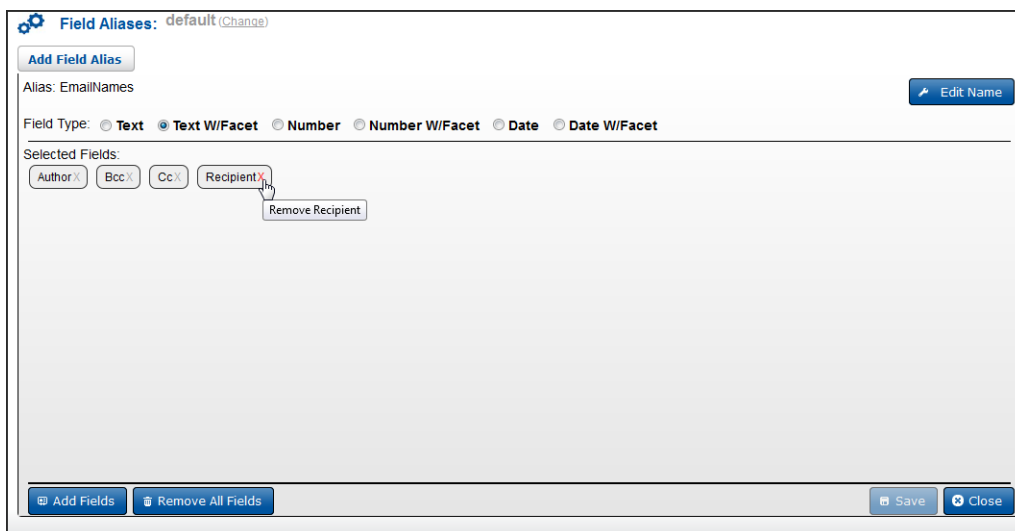 Field Aliases: default (Change)
Add Field Alias
Alias: EmailNames
Edit Name
Field Type: Text Text W/Facet Number Number W/Facet Date Date W/Facet
Selected Fields:
Author X Bcc X Cc X Recipient X
Remove Recipient
Add Fields Remove All Fields Save Close